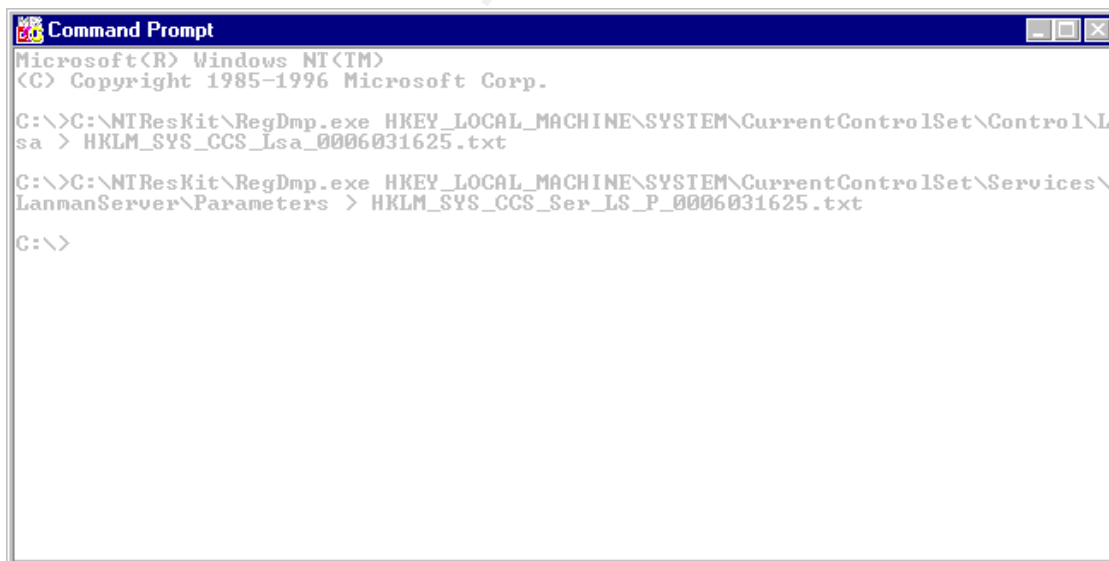 Command Prompt
Microsoft(R) Windows NT(TM)
(C) Copyright 1985-1996 Microsoft Corp.
C:\>C:\NTResKit\RegDmp.exe HKEY_LOCAL_MACHINE\SYSTEM\CurrentControlSet\Control\L
sa > HKLM_SYS_CCS_Lsa_0006031625.txt
C:\>C:\NTResKit\RegDmp.exe HKEY_LOCAL_MACHINE\SYSTEM\CurrentControlSet\Services\
LanmanServer\Parameters > HKLM_SYS_CCS_Ser_LS_P_0006031625.txt
C:\>